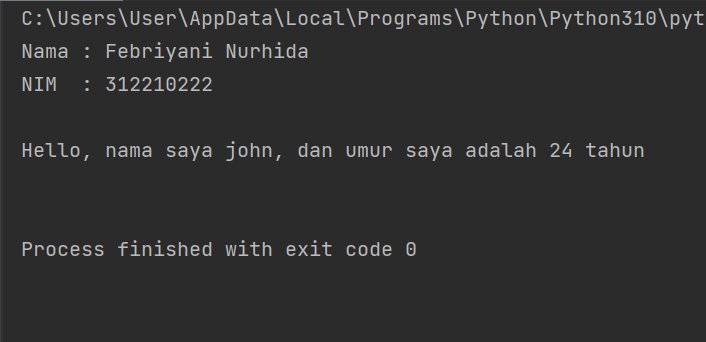 C:\Users\User\AppData\Local\Programs\Python\Python310\pyt
Nama : Febriyani Nurhida
NIM  : 312210222
Hello, nama saya john, dan umur saya adalah 24 tahun
Process finished with exit code 0